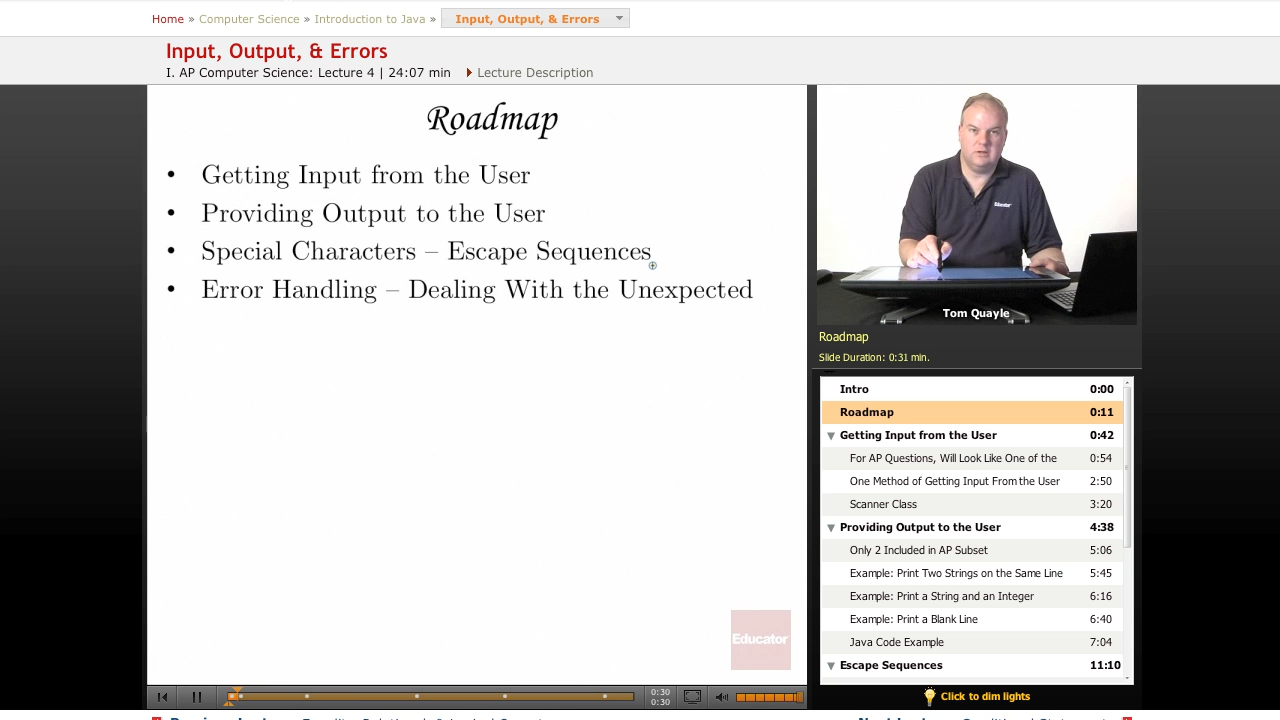 Home » Computer Science » Introduction to Java » Input, Output, & Errors
Input, Output, & Errors
I. AP Computer Science: Lecture 4 | 24:07 min Lecture Description
Roadmap
• Getting Input from the User
• Providing Output to the User
• Special Characters – Escape Sequences
• Error Handling – Dealing With the Unexpected
Educator
Educator
Tom Quayle
Roadmap
Slide Duration: 0:31 min.
Intro 0:00
Roadmap 0:11
Getting Input from the User 0:42
For AP Questions, Will Look Like One of the 0:54
One Method of Getting Input From the User 2:50
Scanner Class 3:20
Providing Output to the User 4:38
Only 2 Included in AP Subset 5:06
Example: Print Two Strings on the Same Line 5:45
Example: Print a String and an Integer 6:16
Example: Print a Blank Line 6:40
Java Code Example 7:04
Escape Sequences 11:10
0:30
0:30
Click to dim lights